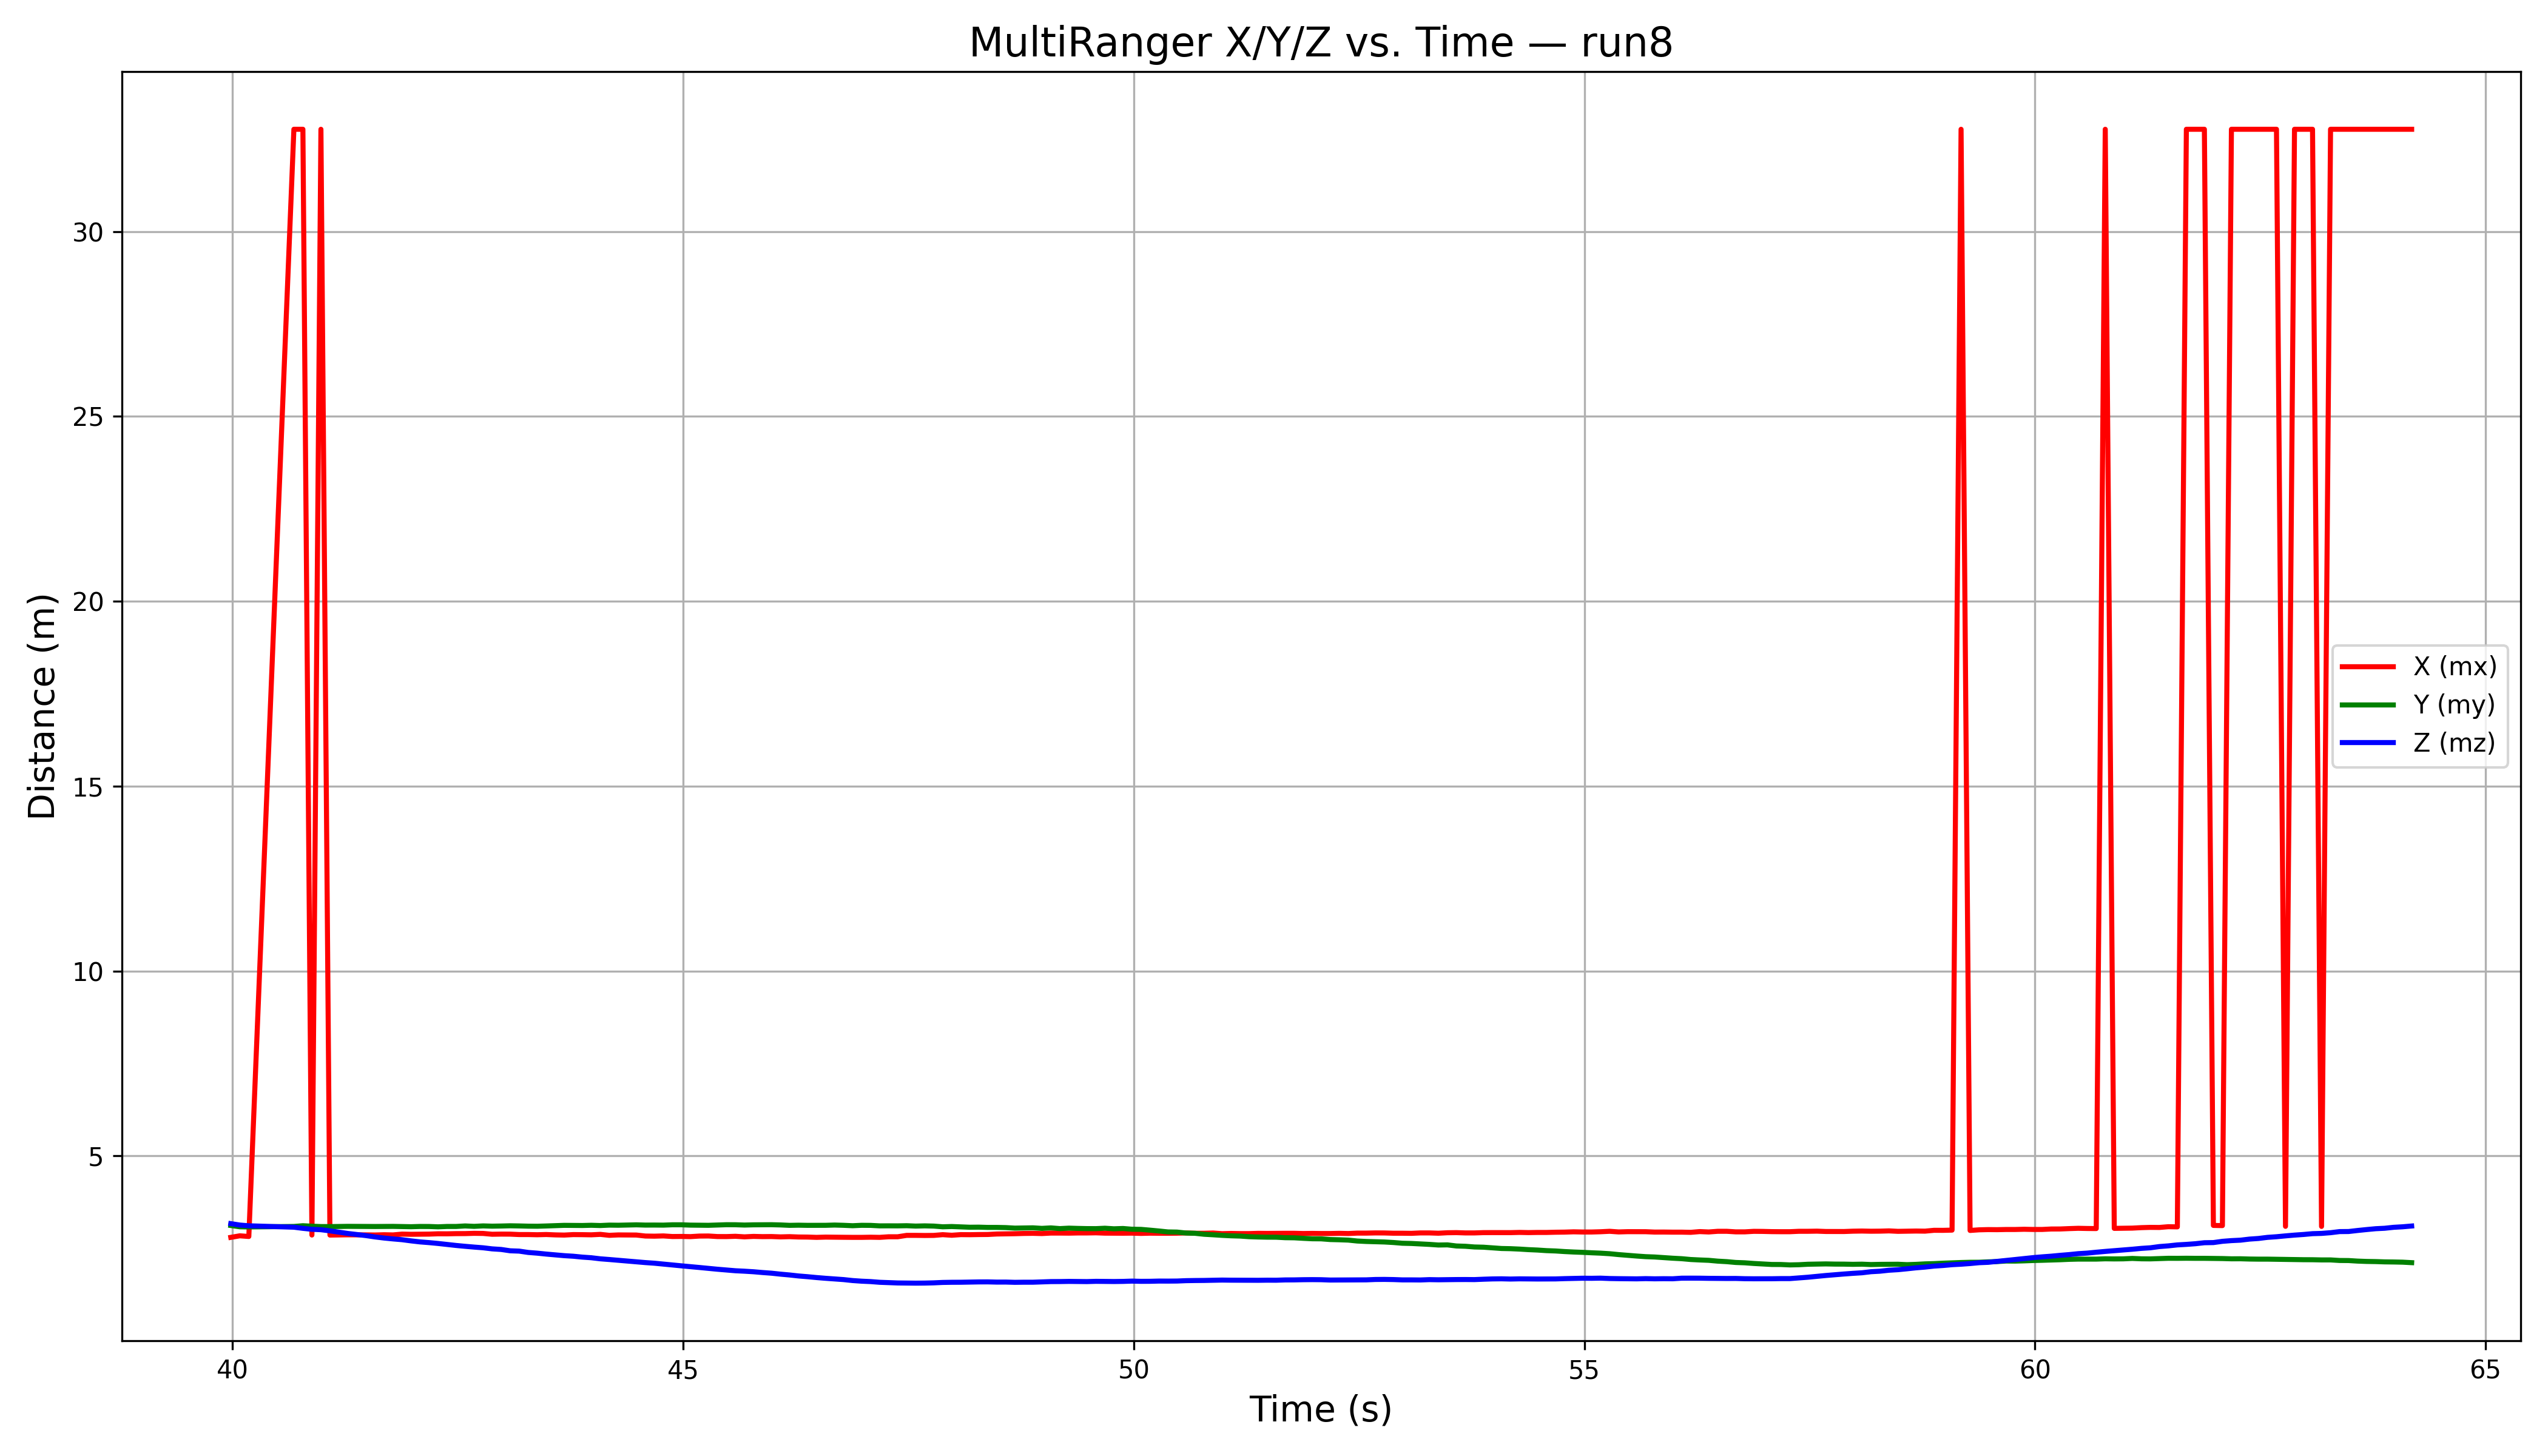 MultiRanger X/Y/Z vs. Time — run8
Distance (m)
30
25
20
15
10
5
X (mx)
Y (my)
Z (mz)
40
45
50
55
60
65
Time (s)